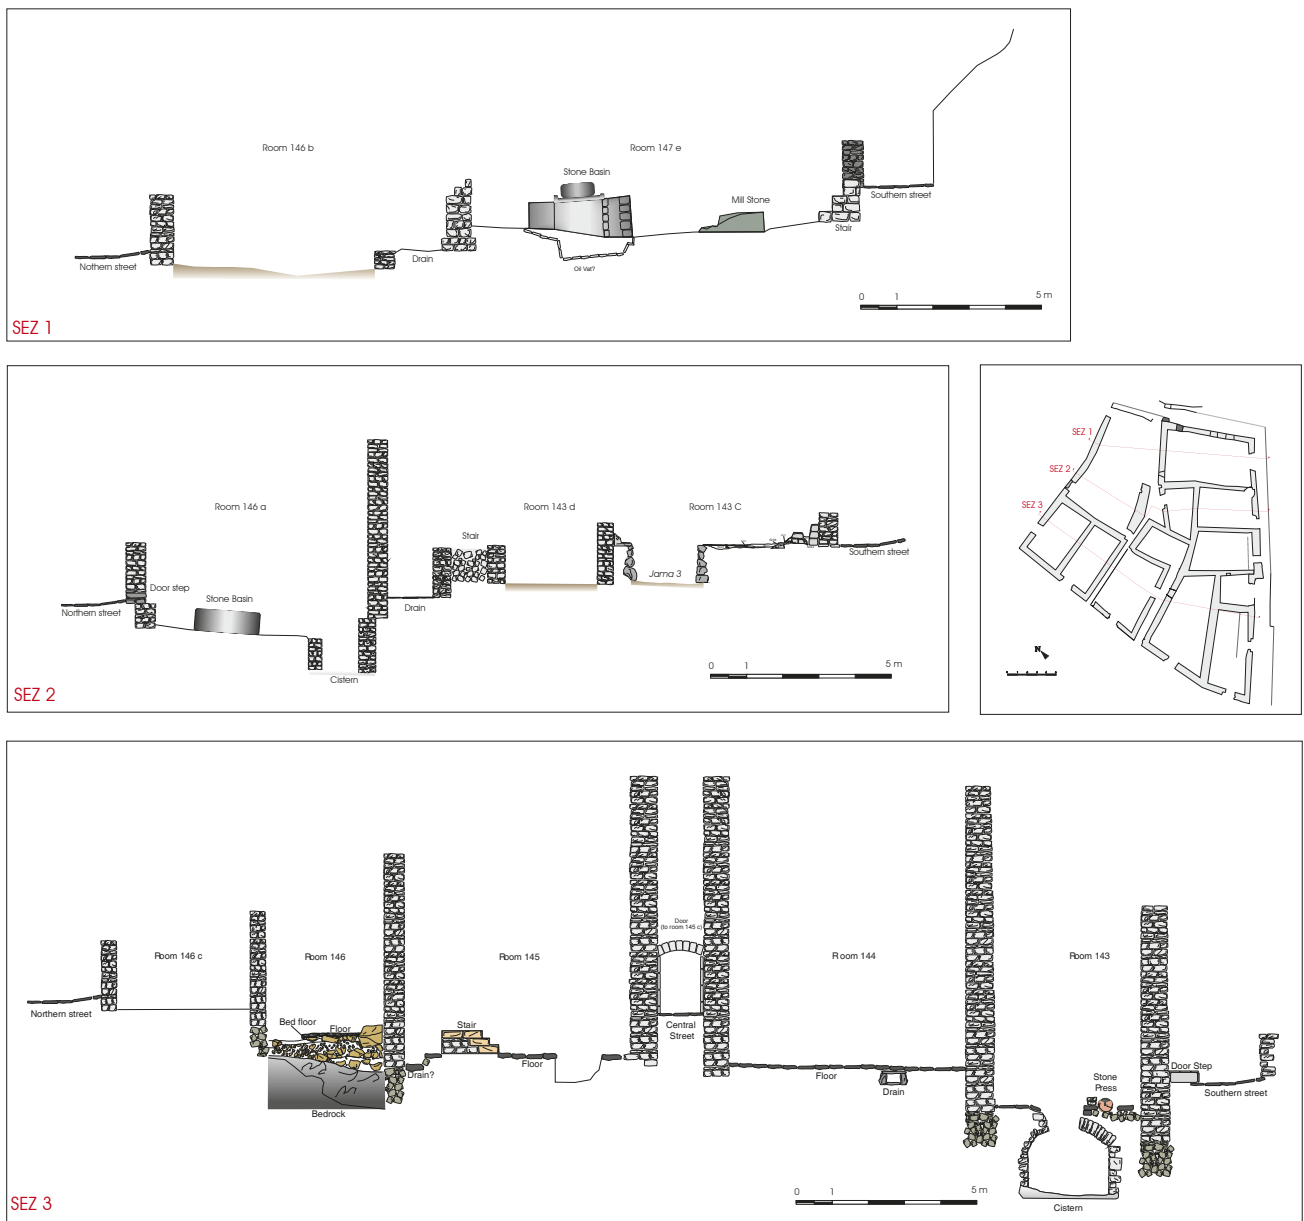 Room 146 b
Room 147 e
Stone Basin
Mill Stone
Southern street
Stair
Nothern street
Drain
Oil Vat?
0 1 5 m
SEZ 1
Room 146 a
Room 143 d
Room 143 C
Stair
Southern street
Door step
Stone Basin
Jarna 3
Northern street
Drain
Cistern
0 1 5 m
SEZ 2
SEZ 1
SEZ 2
SEZ 3
N
Door
(to room 145 c)
Room 146 c
Room 146
Room 145
Room 144
Room 143
Northern street
Bed floor
Floor
Stair
Central
Street
Floor
Drain?
Bedrock
Floor
Drain
Stone
Press
Door Step
Southern street
0 1 5 m
Cistern
SEZ 3